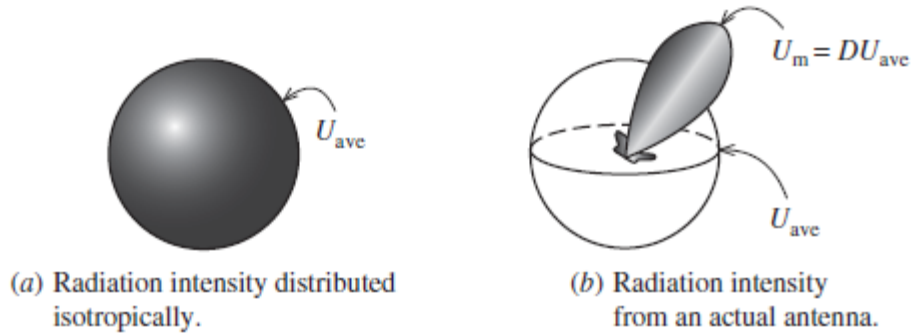 U_ave
U_m = DU_ave
U_ave
(a) Radiation intensity distributed
isotropically.
(b) Radiation intensity
from an actual antenna.